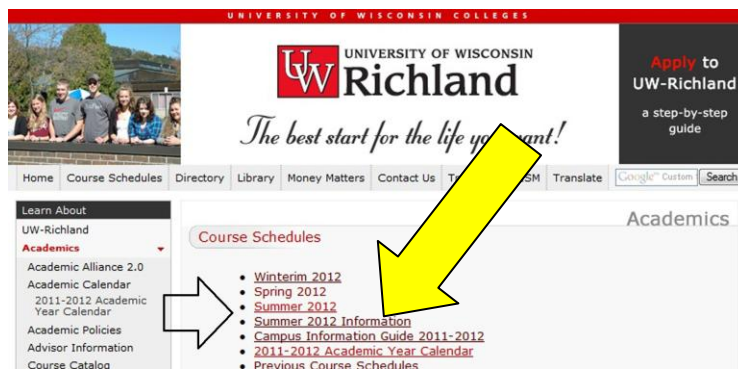 UNIVERSITY OF WISCONSIN COLLEGES
UW
UNIVERSITY OF WISCONSIN
Richland
The best start for the life you want!
Apply to
UW-Richland
a step-by-step
guide
Home Course Schedules Directory Library Money Matters Contact Us SM Translate Google™ Custom Search
Learn About
UW-Richland
Academics
Academic Alliance 2.0
Academic Calendar
2011-2012 Academic
Year Calendar
Academic Policies
Advisor Information
Course Catalog
Academics
Course Schedules
Winterim 2012
Spring 2012
Summer 2012
Summer 2012 Information
Campus Information Guide 2011-2012
2011-2012 Academic Year Calendar
Previous Course Schedules